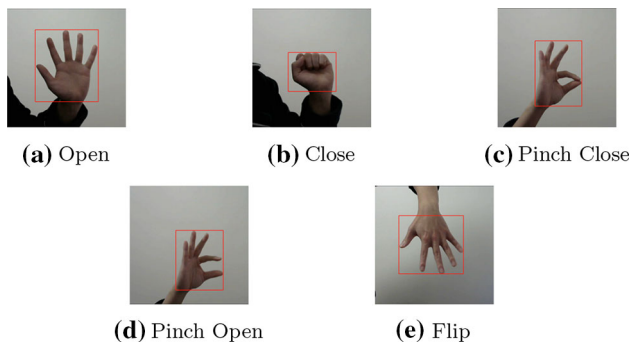 (a) Open
(b) Close
(c) Pinch Close
(d) Pinch Open
(e) Flip